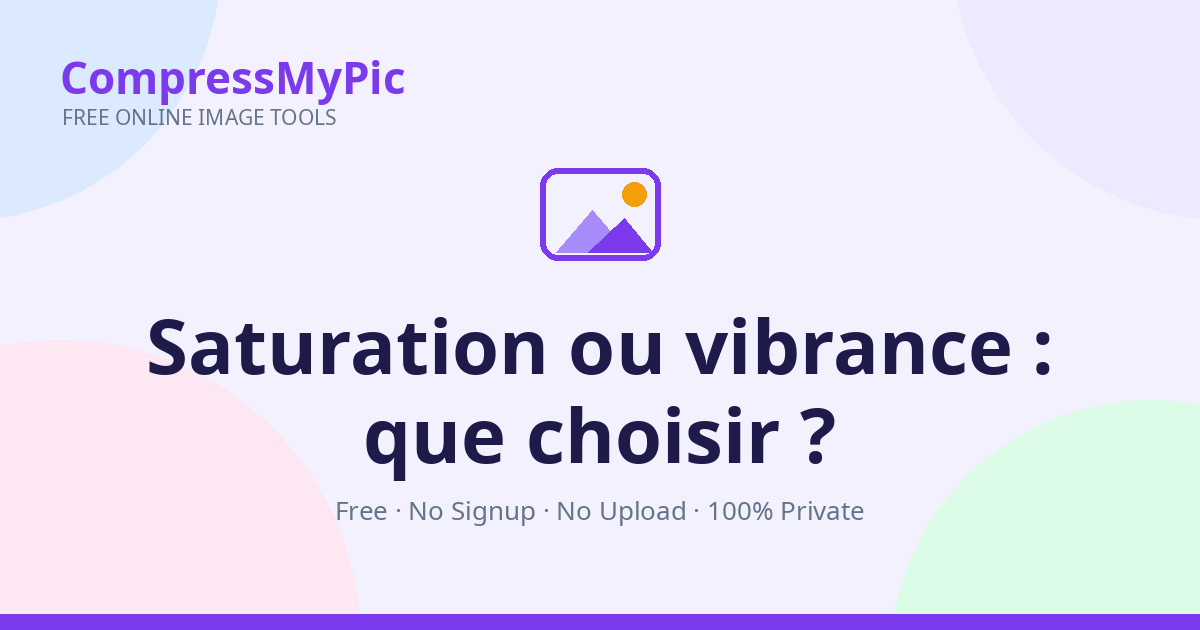 CompressMyPic
FREE ONLINE IMAGE TOOLS
Saturation ou vibrance :
que choisir ?
Free · No Signup · No Upload · 100% Private